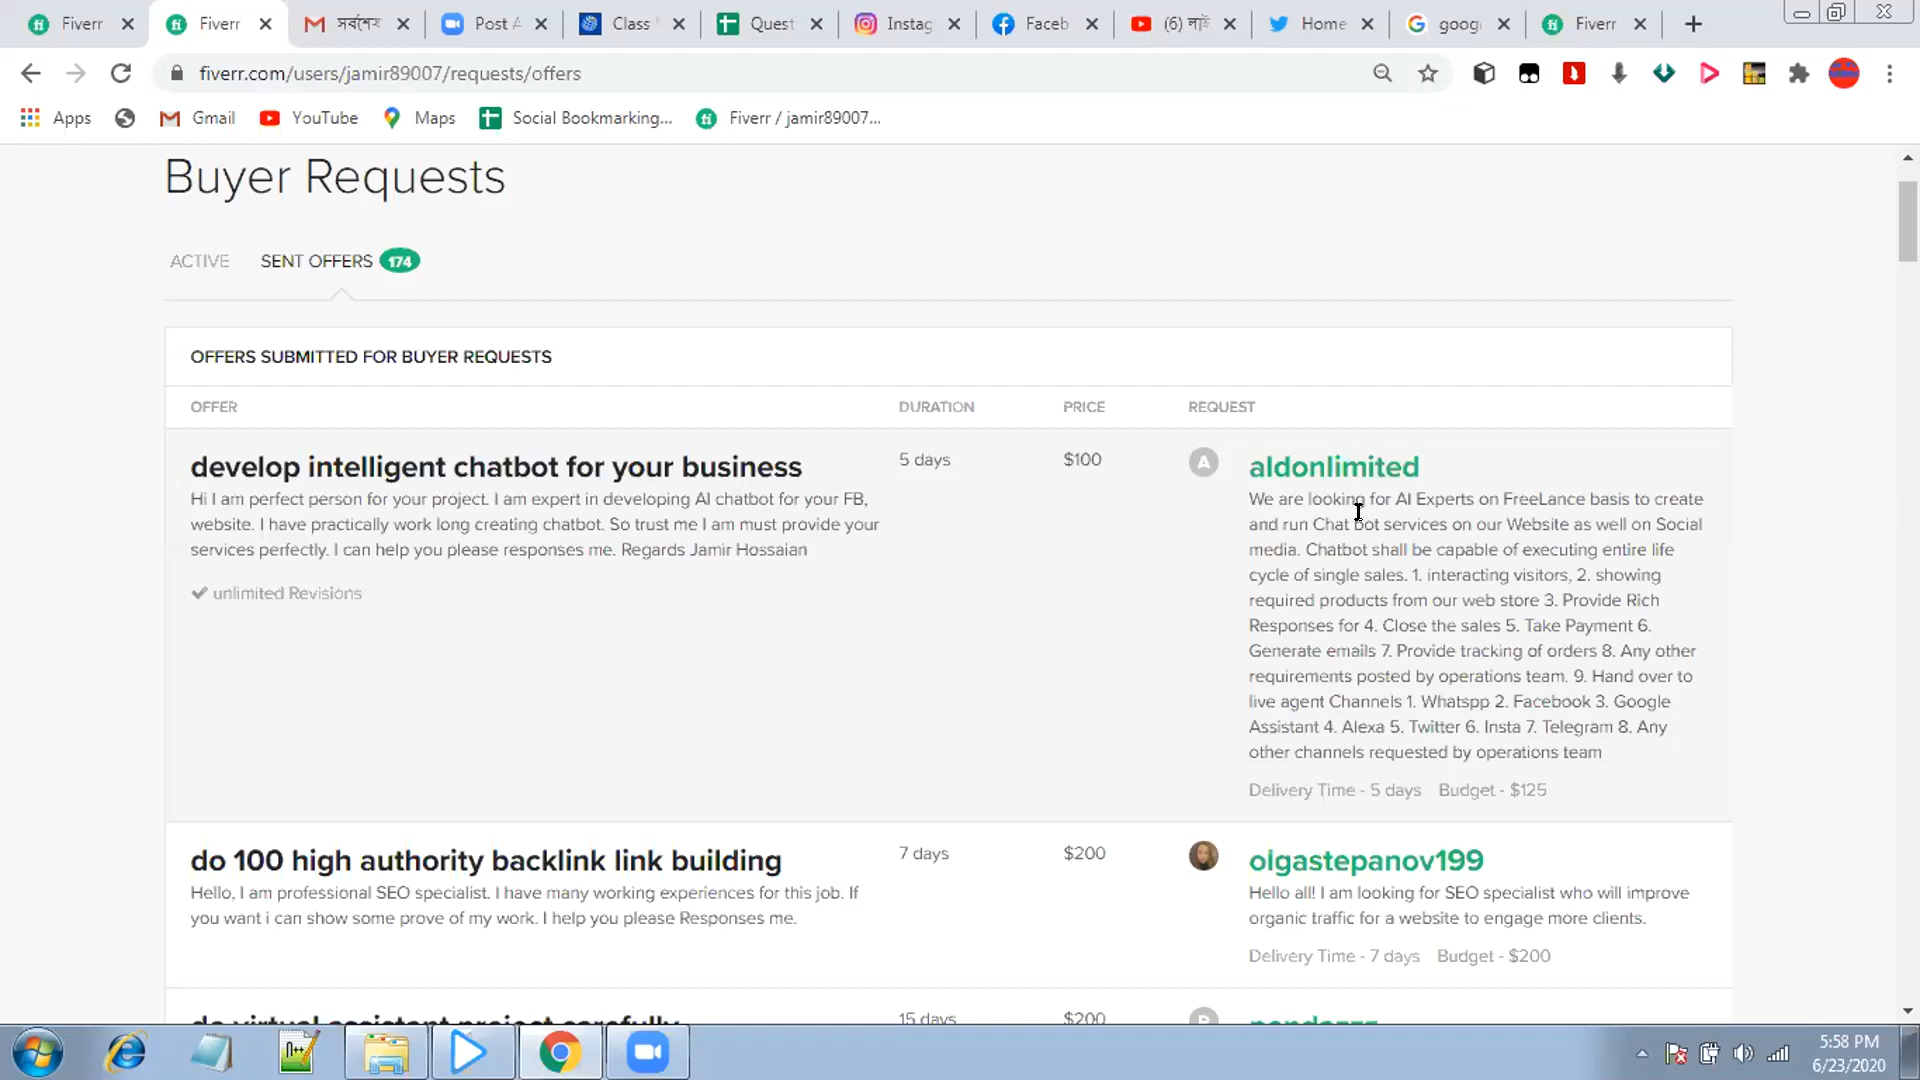 Fiverr
Fiverr
সর্বশেষ
Post A
Class
Quest
Instag
Faceb
(6) লাই
Home
goog
Fiverr
fiverr.com/users/jamir89007/requests/offers
Apps
Gmail
YouTube
Maps
Social Bookmarking...
Fiverr / jamir89007...
Buyer Requests
ACTIVE
SENT OFFERS 174
OFFERS SUBMITTED FOR BUYER REQUESTS
OFFER DURATION PRICE REQUEST
develop intelligent chatbot for your business
Hi I am perfect person for your project. I am expert in developing AI chatbot for your FB,
website. I have practically work long creating chatbot. So trust me I am must provide your
services perfectly. I can help you please responses me. Regards Jamir Hossaian
unlimited Revisions
5 days
$100
A
aldonlimited
We are looking for AI Experts on FreeLance basis to create
and run Chat bot services on our Website as well on Social
media. Chatbot shall be capable of executing entire life
cycle of single sales. 1. interacting visitors, 2. showing
required products from our web store 3. Provide Rich
Responses for 4. Close the sales 5. Take Payment 6.
Generate emails 7. Provide tracking of orders 8. Any other
requirements posted by operations team. 9. Hand over to
live agent Channels 1. Whatspp 2. Facebook 3. Google
Assistant 4. Alexa 5. Twitter 6. Insta 7. Telegram 8. Any
other channels requested by operations team
Delivery Time - 5 days Budget - $125
do 100 high authority backlink link building
Hello, I am professional SEO specialist. I have many working experiences for this job. If
you want i can show some prove of my work. I help you please Responses me.
7 days
$200
olgastepanov199
Hello all! I am looking for SEO specialist who will improve
organic traffic for a website to engage more clients.
Delivery Time - 7 days Budget - $200
do virtual assistant project carefully
15 days
$200
5:58 PM
6/23/2020